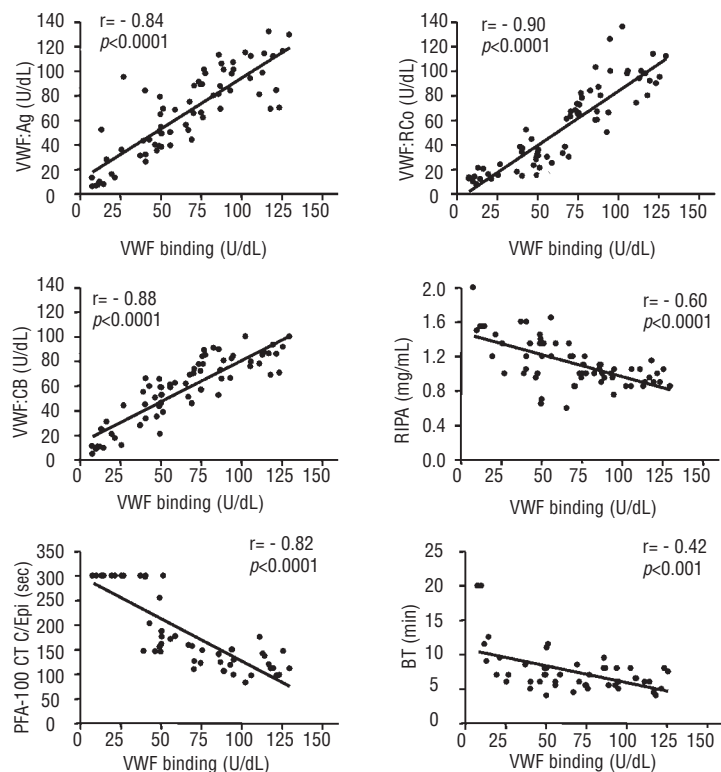 r= - 0.84
p<0.0001
VWF:Ag (U/dL)
140
120
100
80
60
40
20
0
0 25 50 75 100 125 150
VWF binding (U/dL)
r= - 0.90
p<0.0001
VWF:RCo (U/dL)
140
120
100
80
60
40
20
0
0 25 50 75 100 125 150
VWF binding (U/dL)
r= - 0.88
p<0.0001
VWF:CB (U/dL)
140
120
100
80
60
40
20
0
0 25 50 75 100 125 150
VWF binding (U/dL)
r= - 0.60
p<0.0001
RIPA (mg/mL)
2.0
1.6
1.2
0.8
0.4
0.0
0 25 50 75 100 125 150
VWF binding (U/dL)
r= - 0.82
p<0.0001
PFA-100 CT C/Epi (sec)
350
300
250
200
150
100
50
0
0 25 50 75 100 125 150
VWF binding (U/dL)
r= - 0.42
p<0.001
BT (min)
25
20
15
10
5
0
0 25 50 75 100 125 150
VWF binding (U/dL)